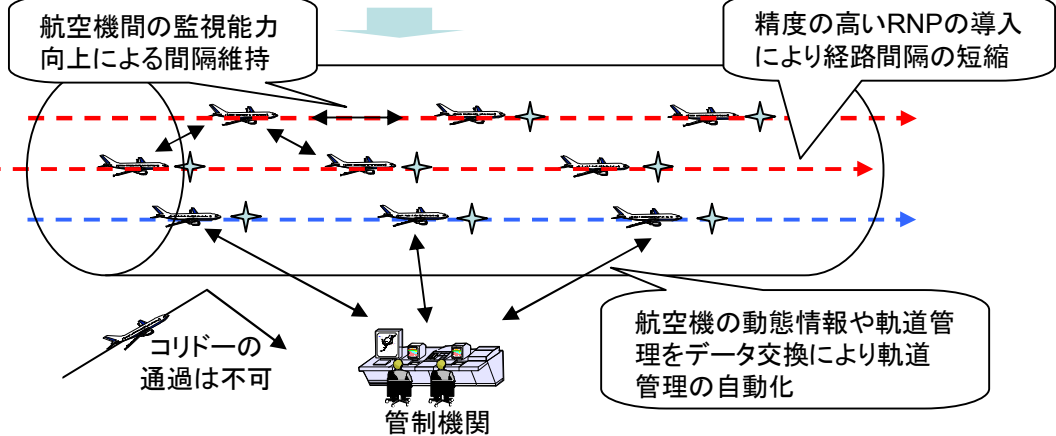 航空機間の監視能力
向上による間隔維持
精度の高いRNPの導入
により経路間隔の短縮
航空機の動態情報や軌道管
理をデータ交換により軌道
管理の自動化
コリドーの
通過は不可
管制機関